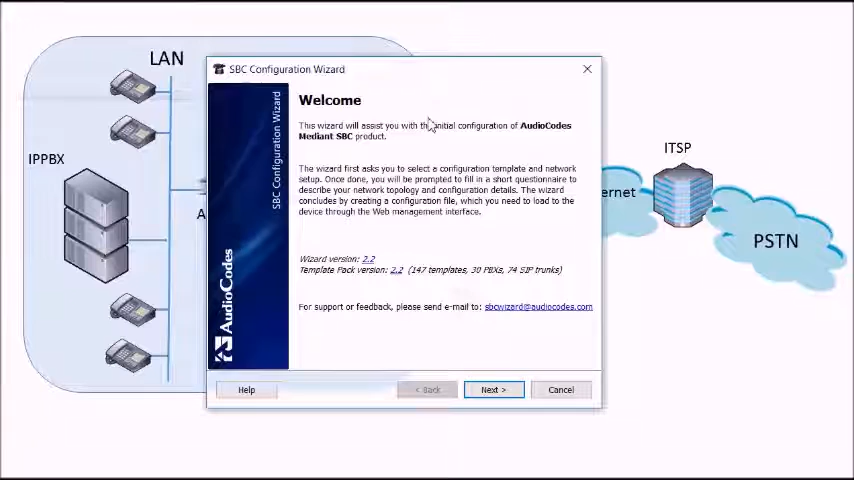 LAN
IPPBX
SBC Configuration Wizard
SBC Configuration Wizard
AudioCodes
Welcome
This wizard will assist you with the initial configuration of AudioCodes
Mediant SBC product.
The wizard first asks you to select a configuration template and network
setup. Once done, you will be prompted to fill in a short questionnaire to
describe your network topology and configuration details. The wizard
concludes by creating a configuration file, which you need to load to the
device through the Web management interface.
Wizard version: 2.2
Template Pack version: 2.2 (147 templates, 30 PBXs, 74 SIP trunks)
For support or feedback, please send e-mail to: sbcwizard@audiocodes.com
Help
< Back
Next >
Cancel
ITSP
PSTN